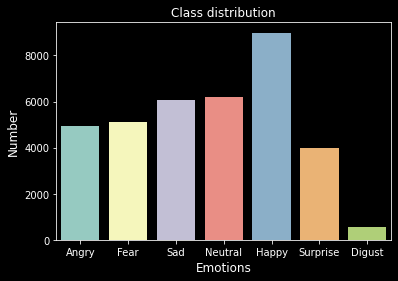 Class distribution
Number
8000
6000
4000
2000
0
Angry Fear Sad Neutral Happy Surprise Digust
Emotions